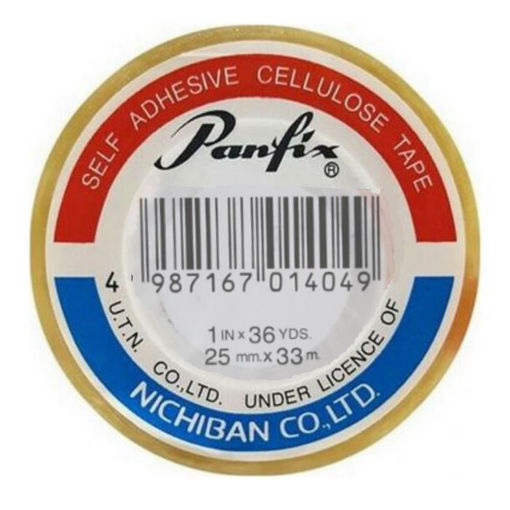 SELF ADHESIVE CELLULOSE TAPE
Panfix®
987167 014049
4
1 IN x 36 YDS.
25 mm. x 33 m.
U.T.N. CO.,LTD. UNDER LICENCE OF
NICHIBAN CO.,LTD.